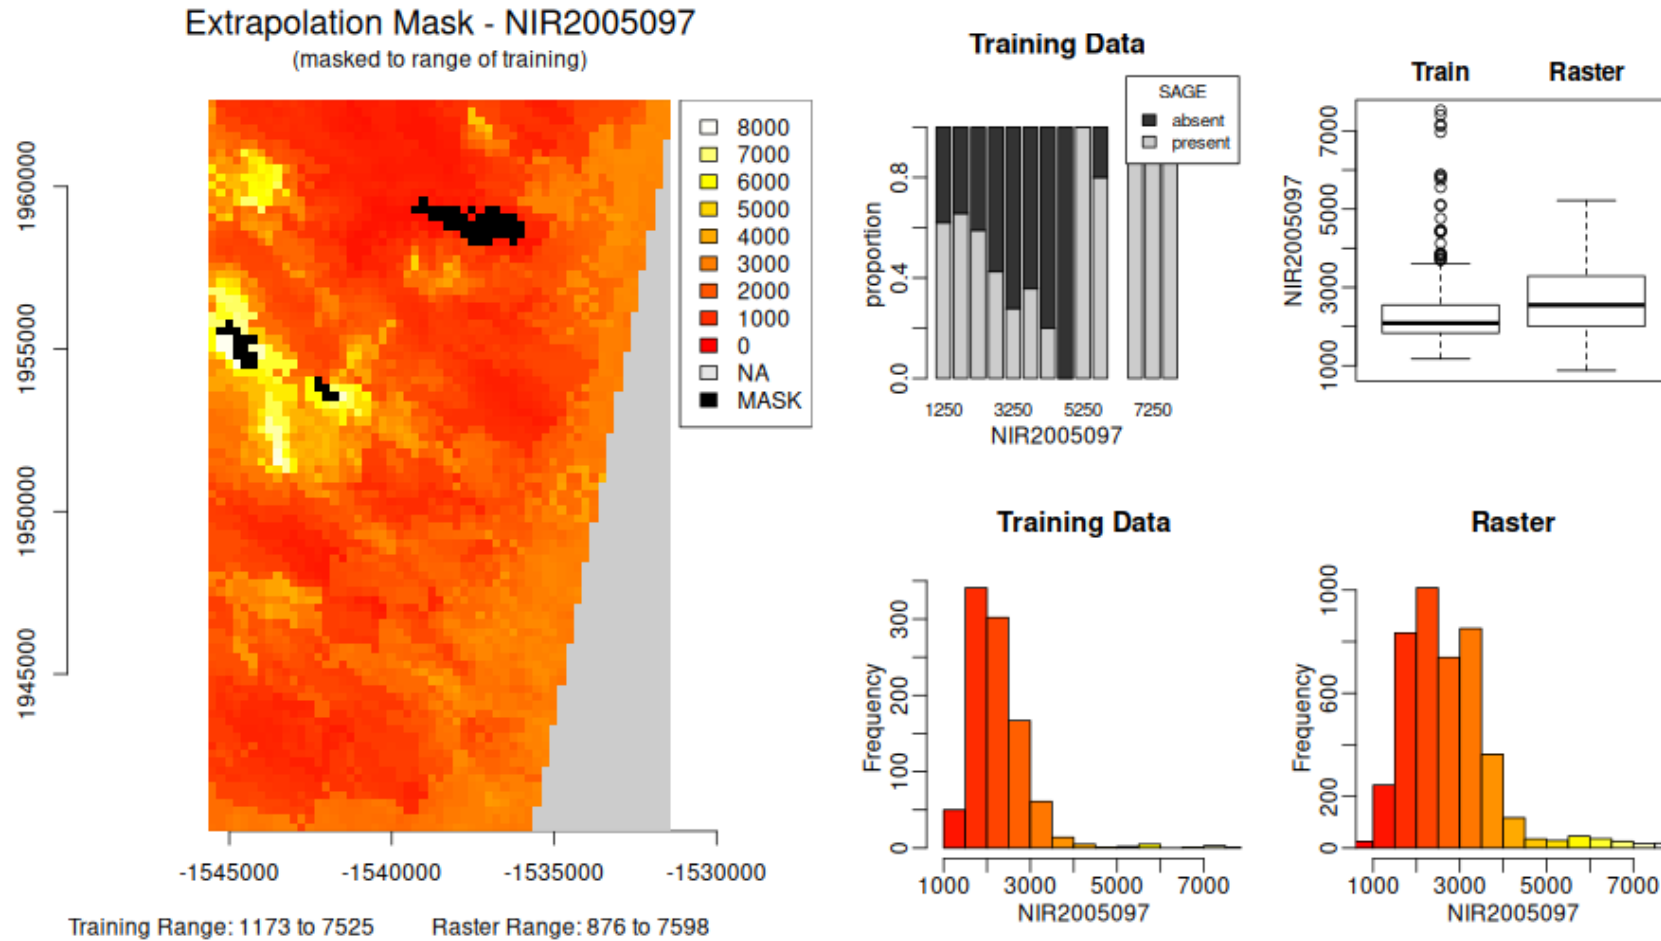 Extrapolation Mask - NIR2005097
(masked to range of training)
1960000
1955000
1950000
1945000
-1545000 -1540000 -1535000 -1530000
8000
7000
6000
5000
4000
3000
2000
1000
0
NA
MASK
Training Range: 1173 to 7525 Raster Range: 876 to 7598
Training Data
SAGE
absent
present
proportion
0.8
0.4
0.0
1250 3250 5250 7250
NIR2005097
Train Raster
NIR2005097
7000
5000
3000
1000
Training Data
Frequency
300
200
100
0
1000 3000 5000 7000
NIR2005097
Raster
Frequency
1000
600
200
0
1000 3000 5000 7000
NIR2005097